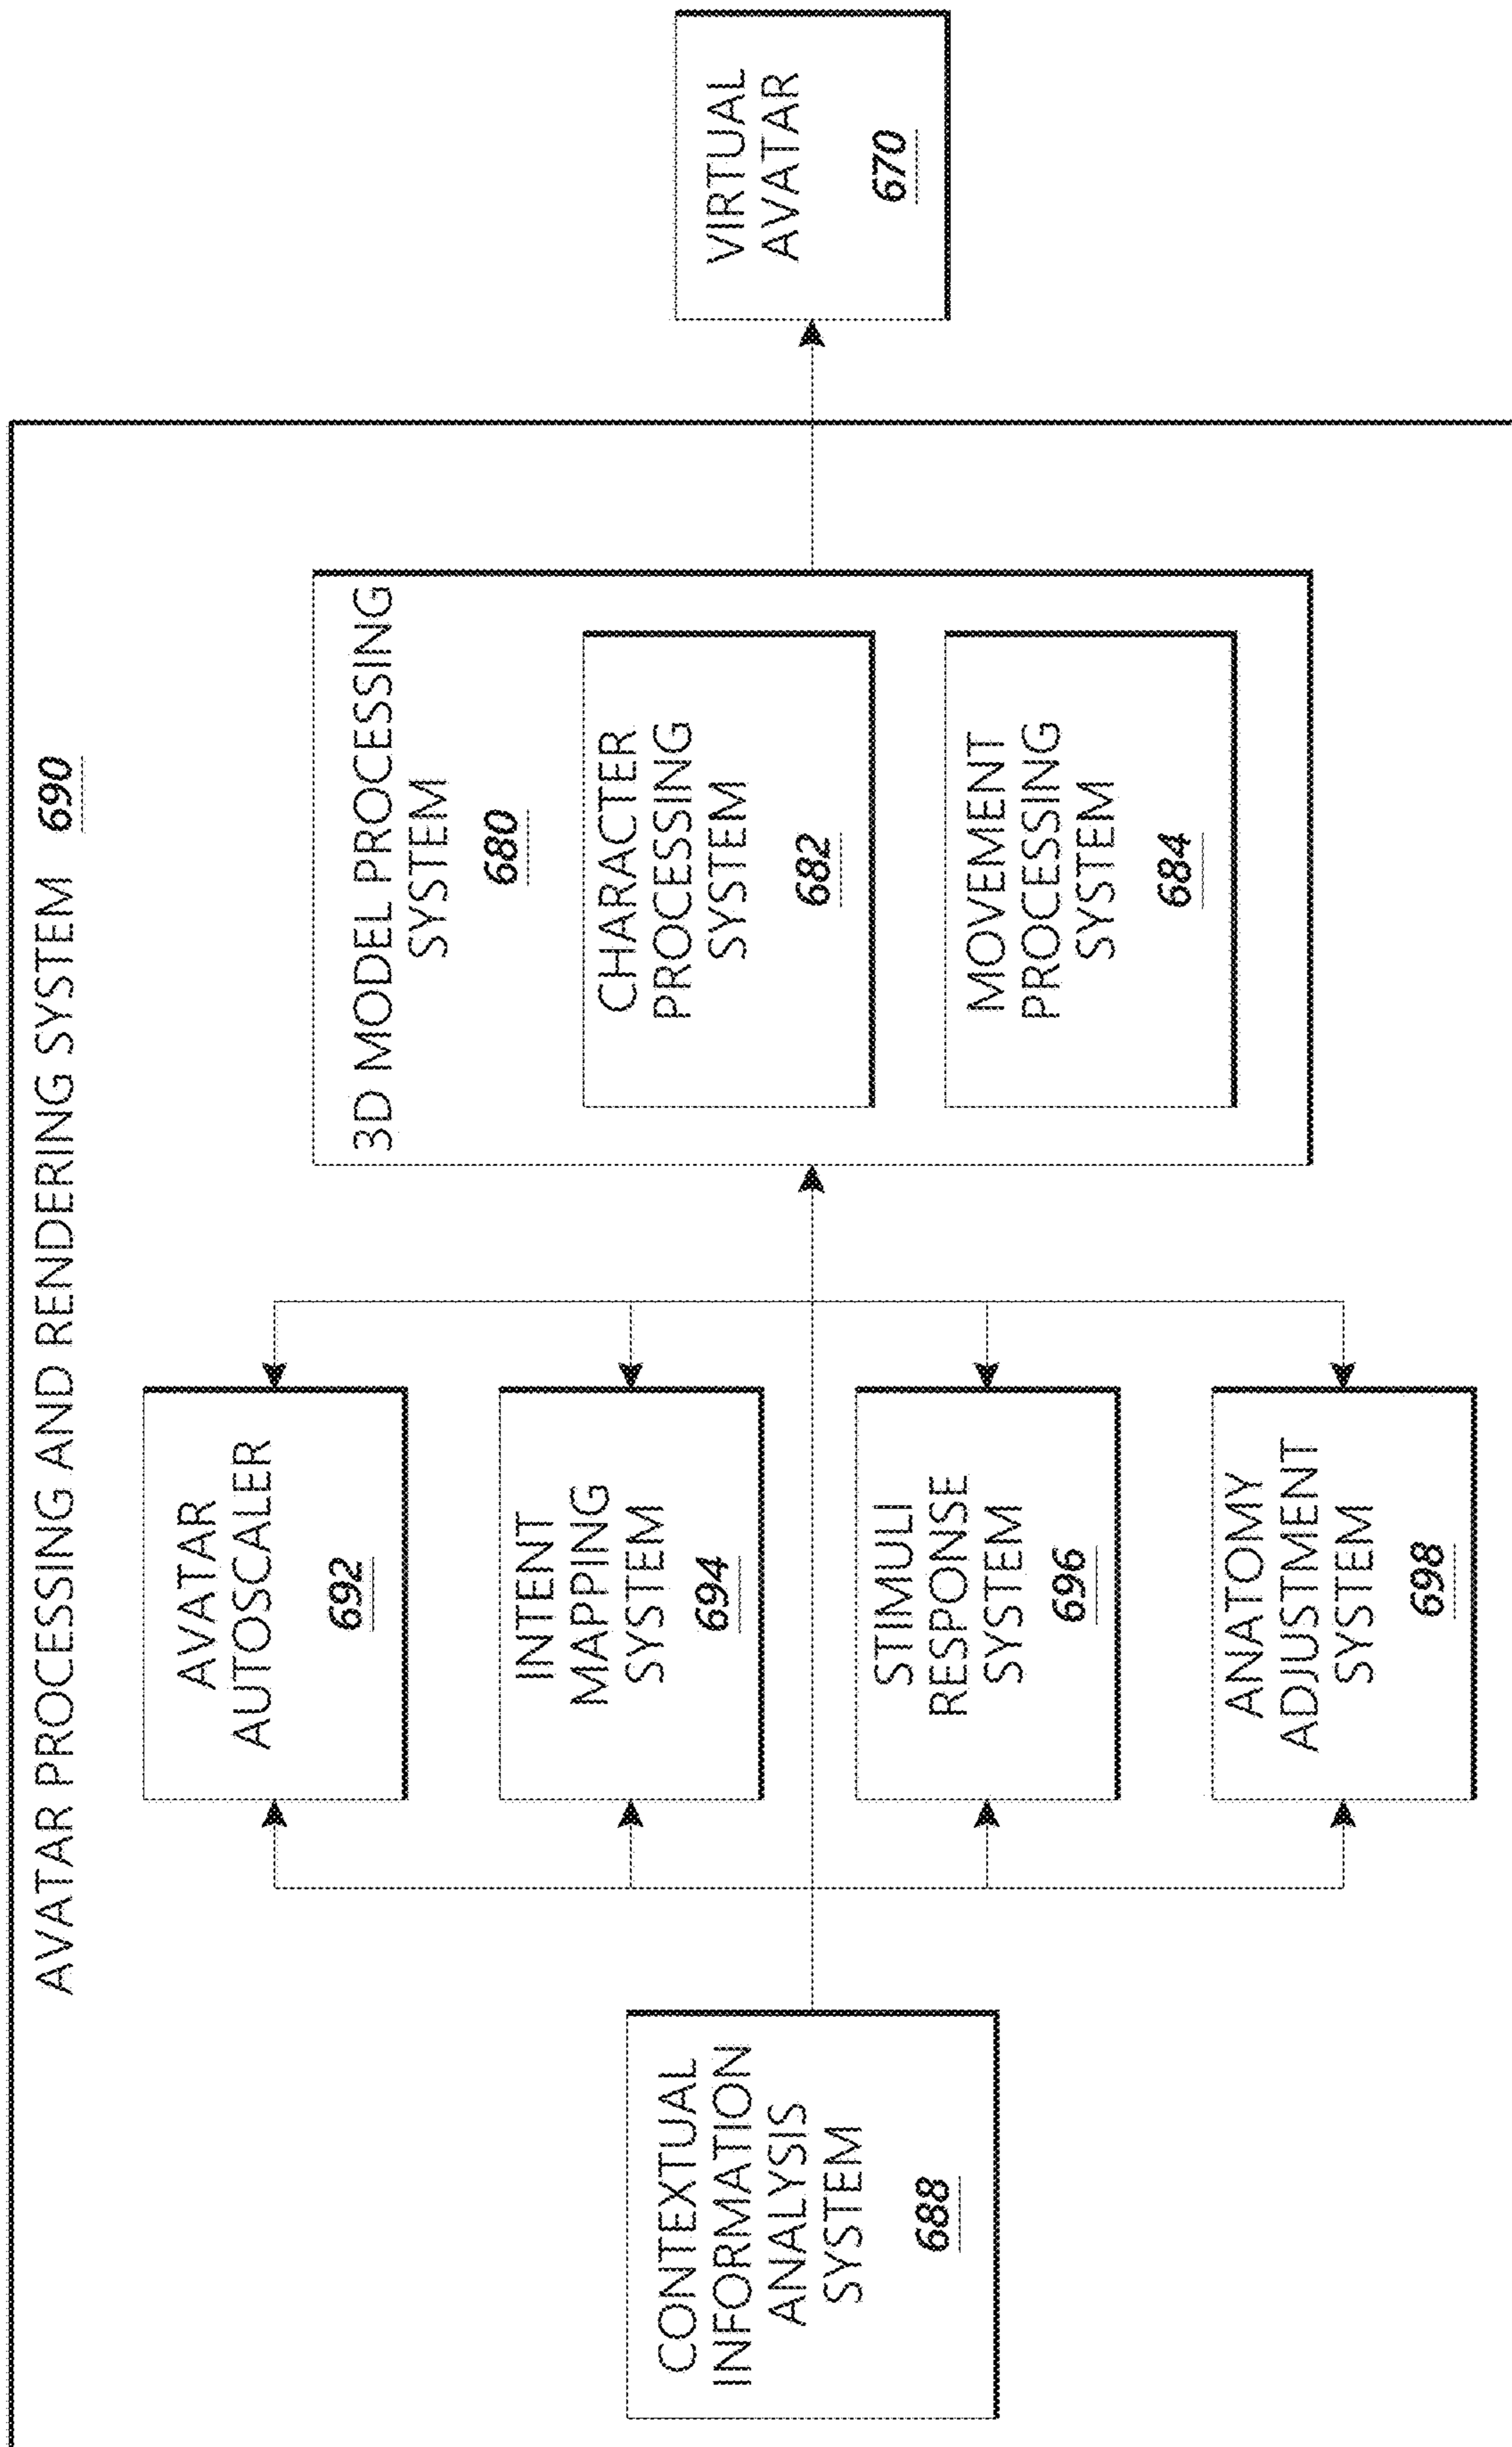 AVATAR PROCESSING AND RENDERING SYSTEM 690
CONTEXTUAL
INFORMATION
ANALYSIS
SYSTEM
688
AVATAR
AUTOSCALER
692
INTENT
MAPPING
SYSTEM
694
STIMULI
RESPONSE
SYSTEM
696
ANATOMY
ADJUSTMENT
SYSTEM
698
3D MODEL PROCESSING
SYSTEM
680
CHARACTER
PROCESSING
SYSTEM
682
MOVEMENT
PROCESSING
SYSTEM
684
VIRTUAL
AVATAR
670